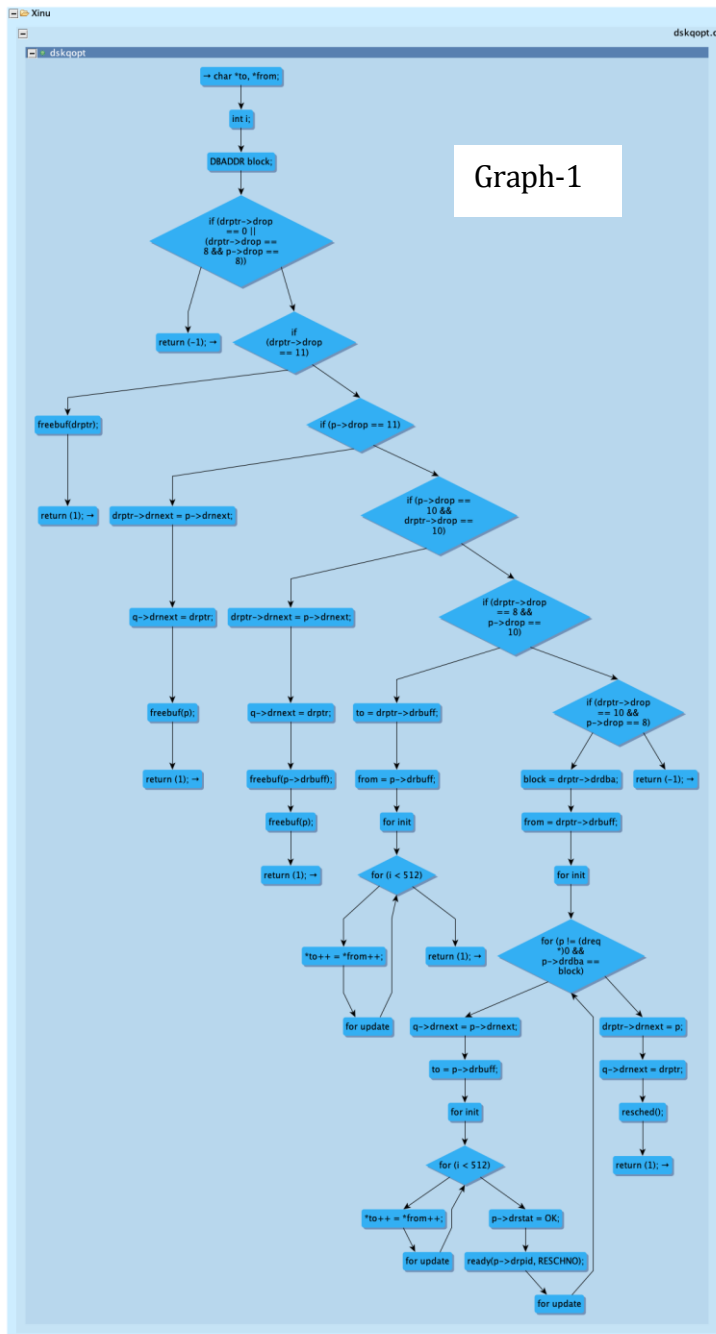 Xinu
dskqopt.c
dskqopt
→ char *to, *from;
int i;
DBADDR block;
Graph-1
if (drptr->drop
== 0 ||
(drptr->drop ==
8 && p->drop ==
8))
return (-1); →
if
(drptr->drop
== 11)
freebuf(drptr);
if (p->drop == 11)
return (1); →
drptr->drnext = p->drnext;
if (p->drop ==
10 &&
drptr->drop ==
10)
q->drnext = drptr;
drptr->drnext = p->drnext;
if (drptr->drop
== 8 &&
p->drop ==
10)
freebuf(p);
q->drnext = drptr;
to = drptr->drbuff;
if (drptr->drop
== 10 &&
p->drop == 8)
return (1); →
freebuf(p->drbuff);
from = p->drbuff;
block = drptr->drdba;
return (-1); →
freebuf(p);
for init
from = drptr->drbuff;
return (1); →
for (i < 512)
for init
*to++ = *from++;
return (1); →
for (p != (dreq
*)0 &&
p->drdba ==
block)
for update
q->drnext = p->drnext;
drptr->drnext = p;
to = p->drbuff;
q->drnext = drptr;
for init
resched();
for (i < 512)
return (1); →
*to++ = *from++;
p->drstat = OK;
for update
ready(p->drpid, RESCHNO);
for update